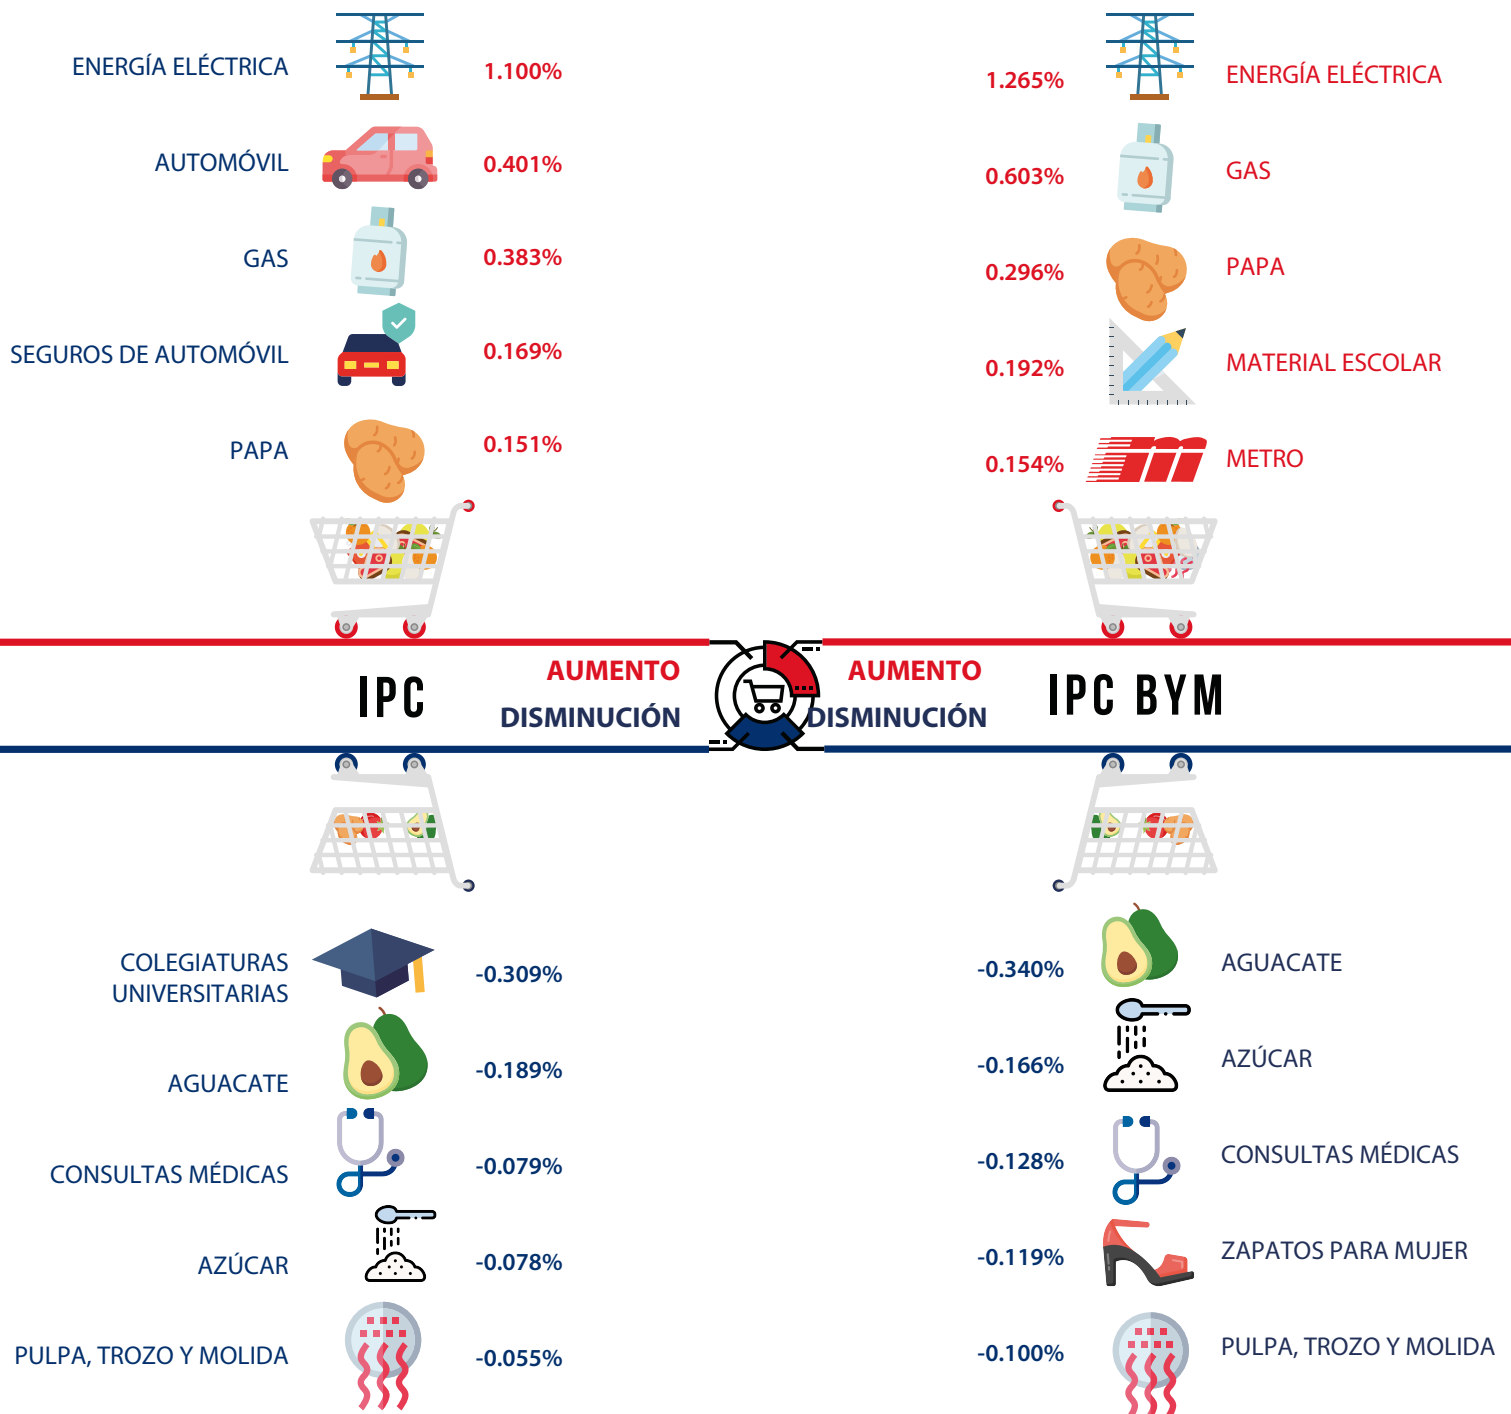 ENERGÍA ELÉCTRICA
1.100%
AUTOMÓVIL
0.401%
GAS
0.383%
SEGUROS DE AUTOMÓVIL
0.169%
PAPA
0.151%
1.265%
ENERGÍA ELÉCTRICA
0.603%
GAS
0.296%
PAPA
0.192%
MATERIAL ESCOLAR
0.154%
METRO
IPC
AUMENTO
DISMINUCIÓN
AUMENTO
DISMINUCIÓN
IPC BYM
COLEGIATURAS
UNIVERSITARIAS
-0.309%
AGUACATE
-0.189%
CONSULTAS MÉDICAS
-0.079%
AZÚCAR
-0.078%
PULPA, TROZO Y MOLIDA
-0.055%
-0.340%
AGUACATE
-0.166%
AZÚCAR
-0.128%
CONSULTAS MÉDICAS
-0.119%
ZAPATOS PARA MUJER
-0.100%
PULPA, TROZO Y MOLIDA